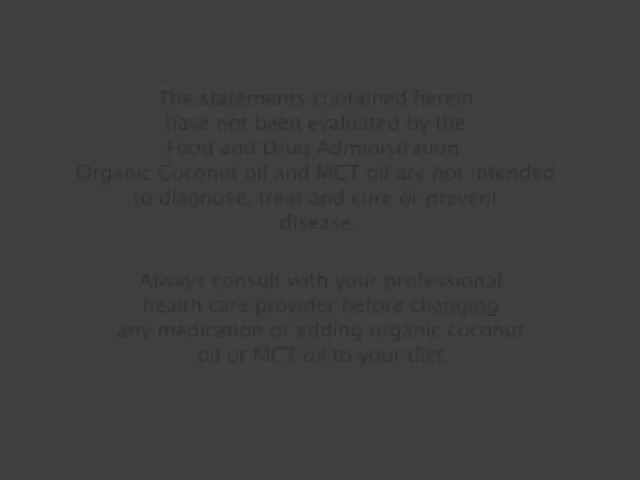 The statements contained herein
have not been evaluated by the
Food and Drug Administration.
Organic Coconut oil and MCT oil are not intended
to diagnose, treat and cure or prevent
disease.
Always consult with your professional
health care provider before changing
any medication or adding organic coconut
oil or MCT oil to your diet.